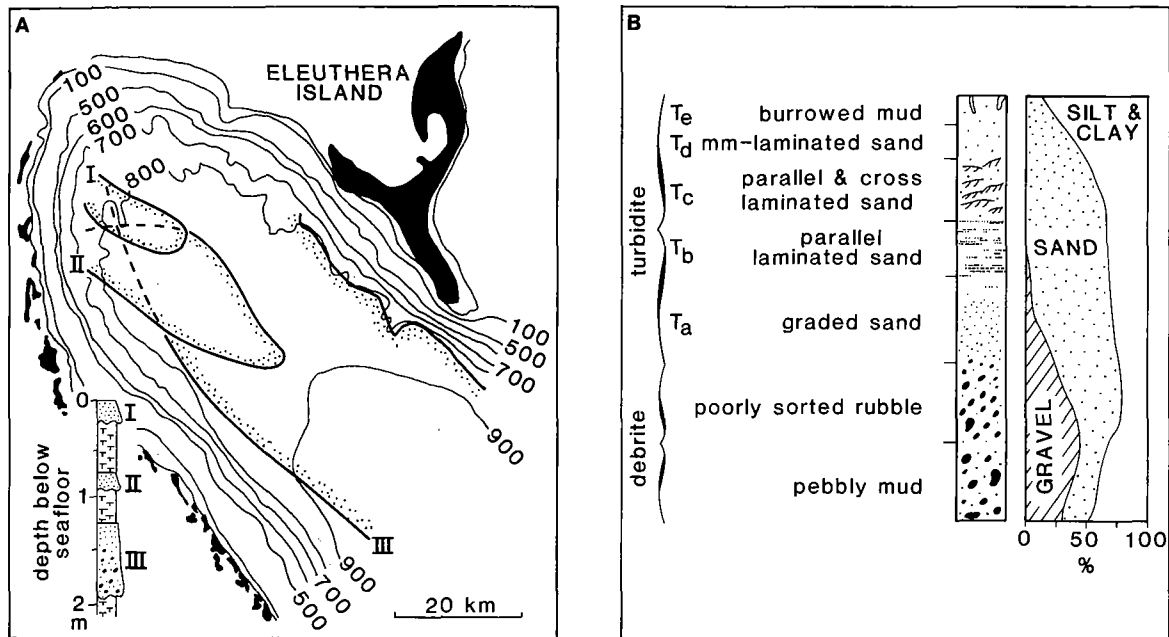 A
ELEUTHERA
ISLAND
100
500
600
700
800
I
II
100
500
700
900
III
900
700
500
0
I
II
1
III
2
m
depth below
seafloor
20 km
B
turbidite
debrite
Te burrowed mud
Td mm-laminated sand
Tc parallel & cross
laminated sand
Tb parallel
laminated sand
Ta graded sand
poorly sorted rubble
pebbly mud
SILT &
CLAY
SAND
GRAVEL
0 50 100
%